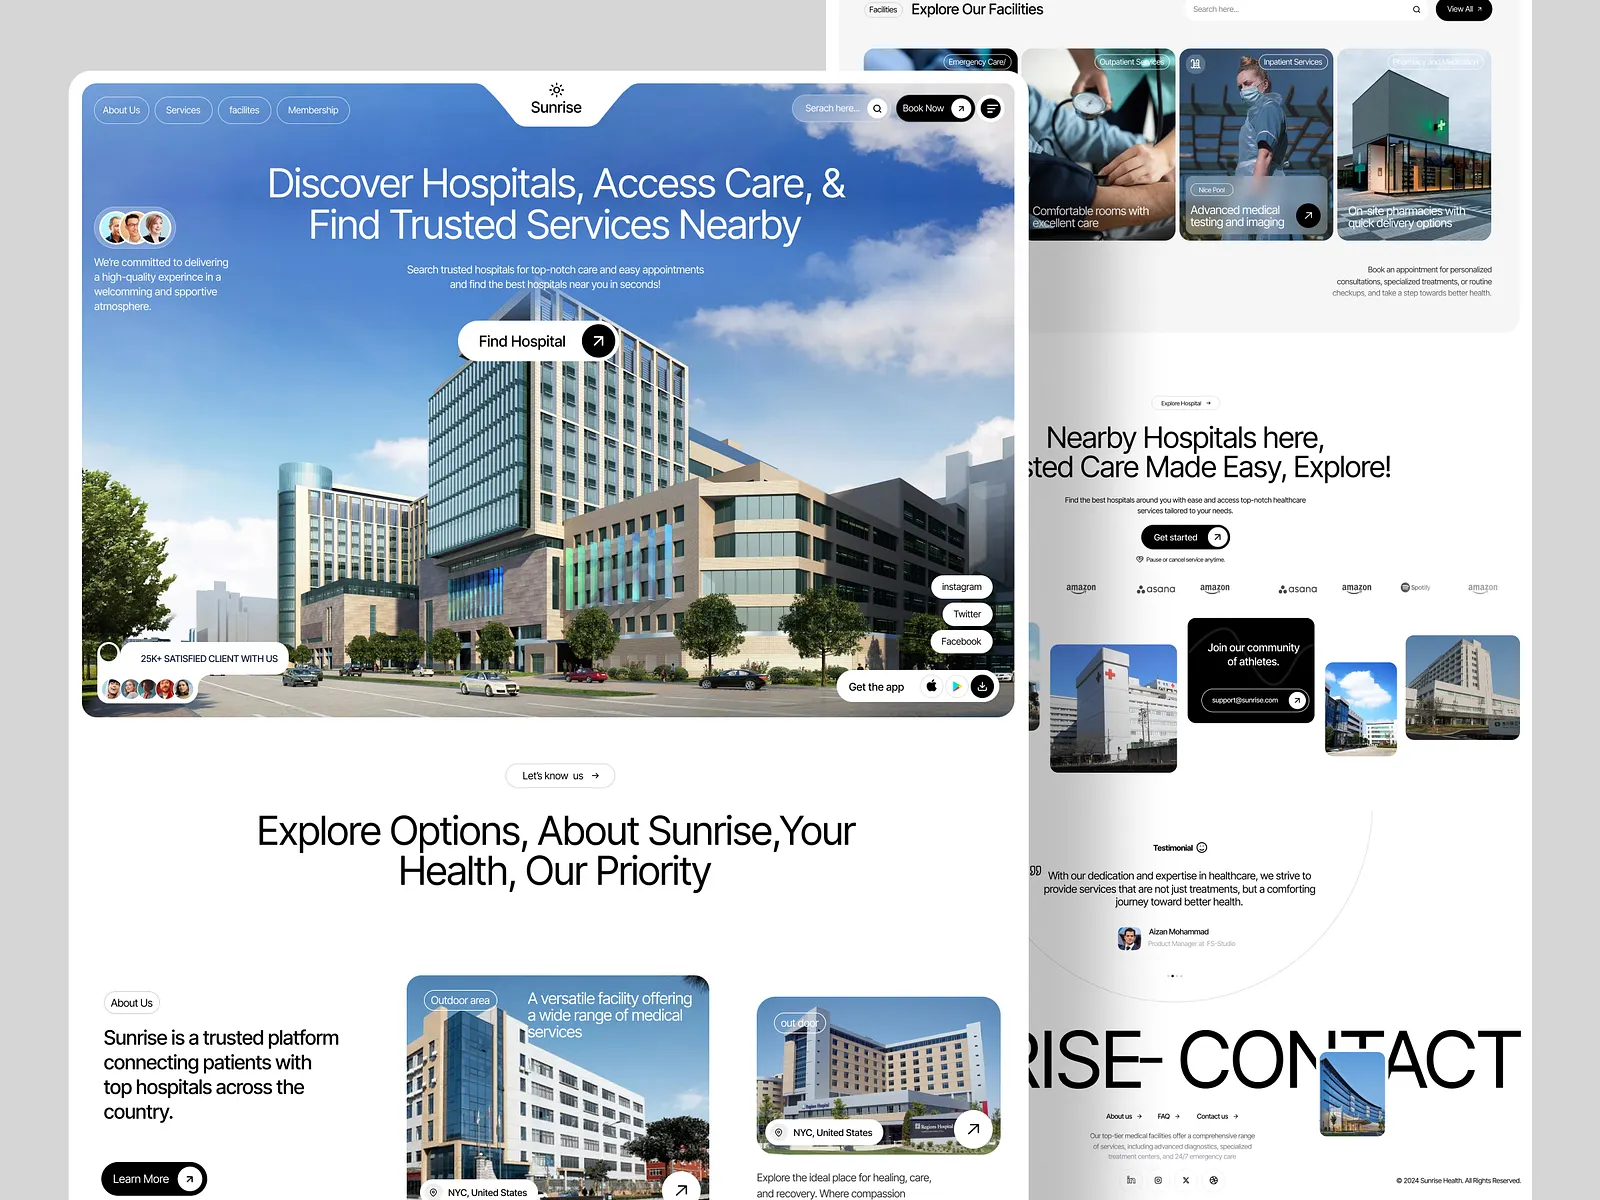 Facilities
Explore Our Facilities
Search here...
View All
Emergency Care/
Outpatient Services
Inpatient Services
Pharmacy and Medication
Comfortable rooms with
excellent care
Nice Pool
Advanced medical
testing and imaging
On-site pharmacies with
quick delivery options
Book an appointment for personalized
consultations, specialized treatments, or routine
checkups, and take a step towards better health.
About Us
Services
facilites
Membership
Sunrise
Serach here...
Book Now
Discover Hospitals, Access Care, &
Find Trusted Services Nearby
We're committed to delivering
a high-quality experince in a
welcomming and spportive
atmosphere.
Search trusted hospitals for top-notch care and easy appointments
and find the best hospitals near you in seconds!
Find Hospital
instagram
Twitter
Facebook
25K+ SATISFIED CLIENT WITH US
Get the app
Explore Hospital
Nearby Hospitals here,
sted Care Made Easy, Explore!
Find the best hospitals around you with ease and access top-notch healthcare
services tailored to your needs.
Get started
Pause or cancel service anytime.
amazon
asana
amazon
asana
amazon
Spotify
amazon
Join our community
of athletes.
support@sunrise.com
Let's know us
Explore Options, About Sunrise,Your
Health, Our Priority
Testimonial
With our dedication and expertise in healthcare, we strive to
provide services that are not just treatments, but a comforting
journey toward better health.
Aizan Mohammad
Product Manager at FS-Studio
About Us
Sunrise is a trusted platform
connecting patients with
top hospitals across the
country.
Learn More
Outdoor area
A versatile facility offering
a wide range of medical
services
NYC, United States
out door
Regions Hospital
NYC, United States
Explore the ideal place for healing, care,
and recovery. Where compassion
RISE- CONTACT
About us
FAQ
Contact us
Our top-tier medical facilities offer a comprehensive range
of services, including advanced diagnostics, specialized
treatment centers, and 24/7 emergency care
© 2024 Sunrise Health. All Rights Reserved.